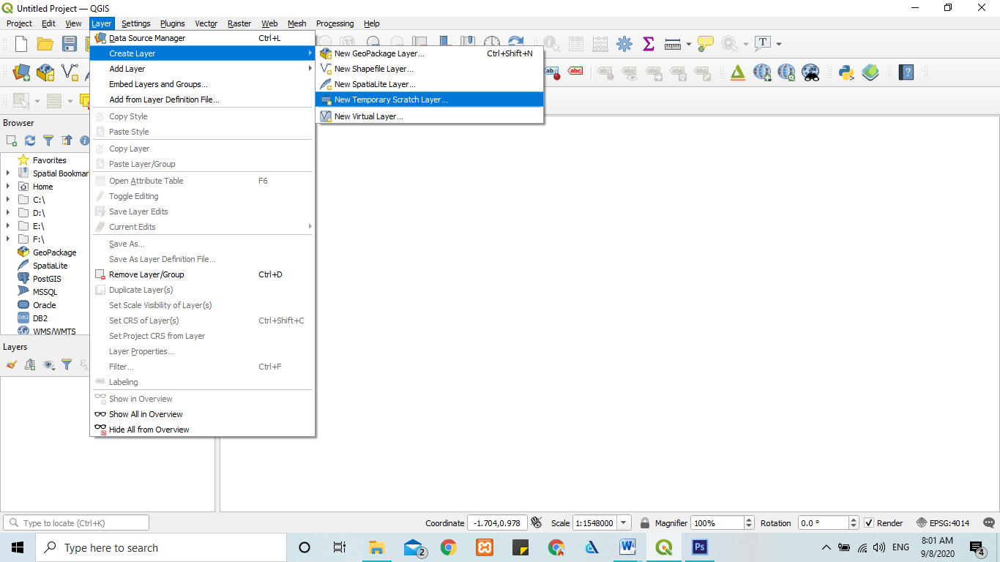 Untitled Project — QGIS
Project Edit View Layer Settings Plugins Vector Raster Web Mesh Processing Help
Data Source Manager Ctrl+L
Create Layer
Add Layer
Embed Layers and Groups...
Add from Layer Definition File...
Copy Style
Paste Style
Copy Layer
Paste Layer/Group
Open Attribute Table F6
Toggle Editing
Save Layer Edits
Current Edits
Save As...
Save As Layer Definition File...
Remove Layer/Group Ctrl+D
Duplicate Layer(s)
Set Scale Visibility of Layer(s)
Set CRS of Layer(s) Ctrl+Shift+C
Set Project CRS from Layer
Layer Properties...
Filter... Ctrl+F
Labeling
Show in Overview
Show All in Overview
Hide All from Overview
New GeoPackage Layer... Ctrl+Shift+N
New Shapefile Layer...
New SpatiaLite Layer...
New Temporary Scratch Layer...
New Virtual Layer...
T
ab abc ab abc ab ab ab
Browser
Favorites
Spatial Bookmar
Home
C:\
D:\
E:\
F:\
GeoPackage
SpatiaLite
PostGIS
MSSQL
Oracle
DB2 DB2
WMS/WMTS
Layers
Type to locate (Ctrl+K)
Coordinate -1.704,0.978 Scale 1:1548000 Magnifier 100% Rotation 0.0 ° Render EPSG:4014
Type here to search
2
W
Ps
ENG
8:01 AM
9/8/2020
4